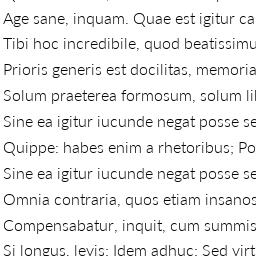 Age sane, inquam. Quae est igitur ca
Tibi hoc incredibile, quod beatissimu
Prioris generis est docilitas, memoria
Solum praeterea formosum, solum lil
Sine ea igitur iucunde negat posse se
Quippe: habes enim a rhetoribus; Po
Sine ea igitur iucunde negat posse se
Omnia contraria, quos etiam insanos
Compensabatur, inquit, cum summis
Si longus, levis; Idem adhuc; Sed virt